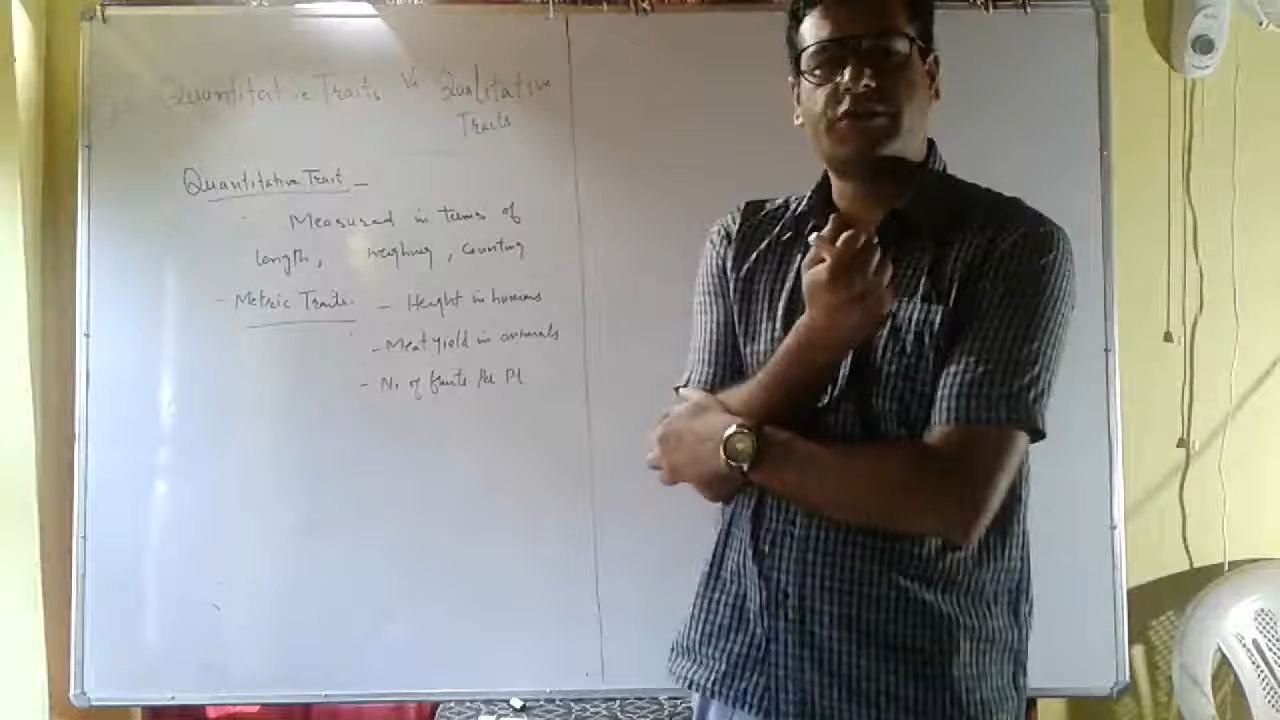 Quantitative Traits Vs Qualitative
Traits
Quantitative Trait –
Measured in terms of
length, weighing, counting
- Metric Traits. - Height in humans
- Meat yield in animals
- No of fruits Per Pl